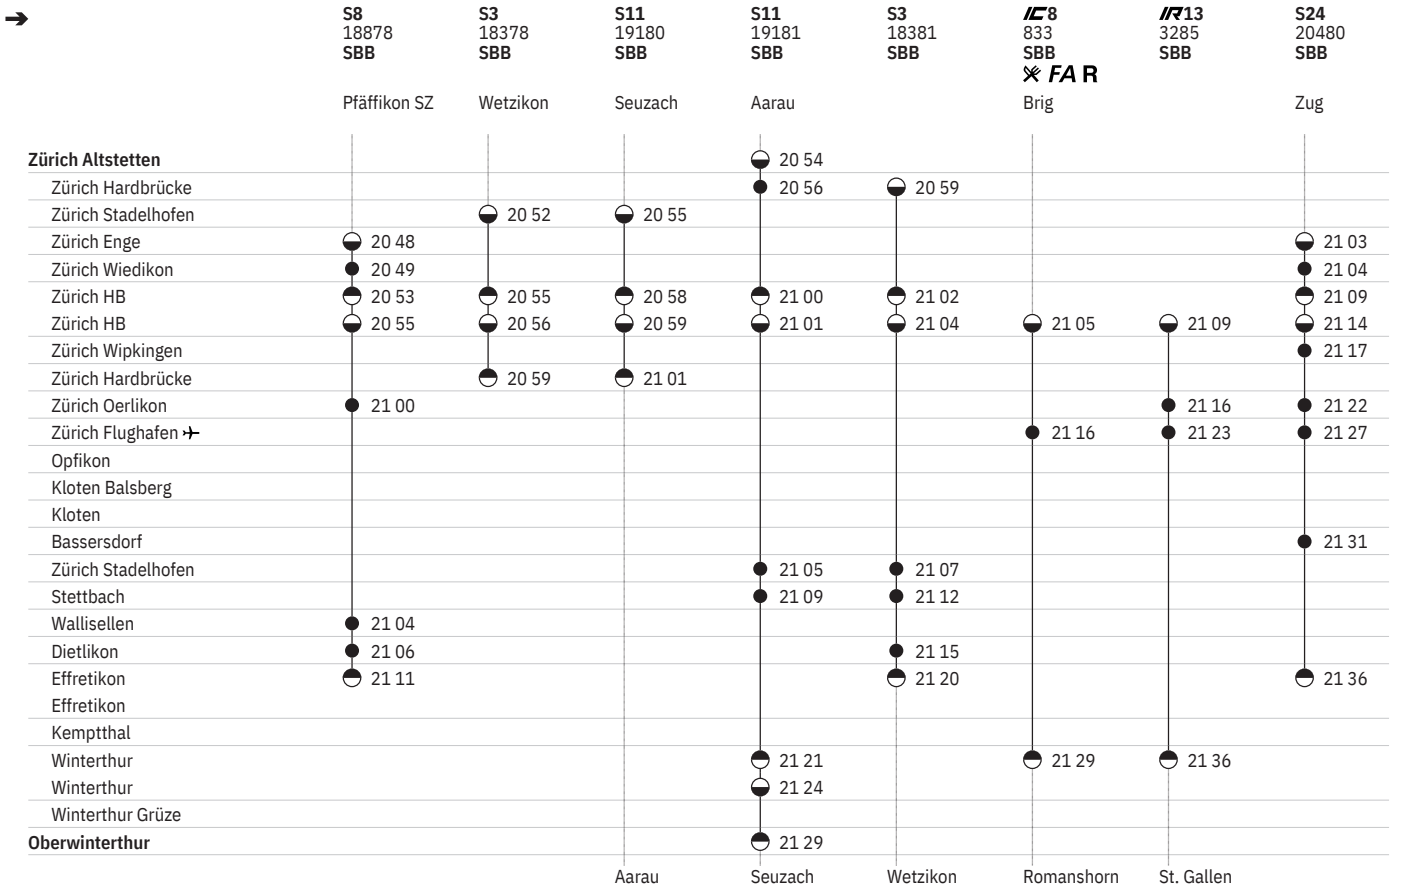 ➔ S8 S3 S11 S11 S3 IC8 IR13 S24
18878 18378 19180 19181 18381 833 3285 20480
SBB SBB SBB SBB SBB SBB SBB SBB
FA R
Pfäffikon SZ Wetzikon Seuzach Aarau Brig Zug
Zürich Altstetten 20 54
Zürich Hardbrücke 20 56 20 59
Zürich Stadelhofen 20 52 20 55
Zürich Enge 20 48 21 03
Zürich Wiedikon 20 49 21 04
Zürich HB 20 53 20 55 20 58 21 00 21 02 21 09
Zürich HB 20 55 20 56 20 59 21 01 21 04 21 05 21 09 21 14
Zürich Wipkingen 21 17
Zürich Hardbrücke 20 59 21 01
Zürich Oerlikon 21 00 21 16 21 22
Zürich Flughafen 21 16 21 23 21 27
Opfikon
Kloten Balsberg
Kloten
Bassersdorf 21 31
Zürich Stadelhofen 21 05 21 07
Stettbach 21 09 21 12
Wallisellen 21 04
Dietlikon 21 06 21 15
Effretikon 21 11 21 20 21 36
Effretikon
Kemptthal
Winterthur 21 21 21 29 21 36
Winterthur 21 24
Winterthur Grüze
Oberwinterthur 21 29
Aarau Seuzach Wetzikon Romanshorn St. Gallen